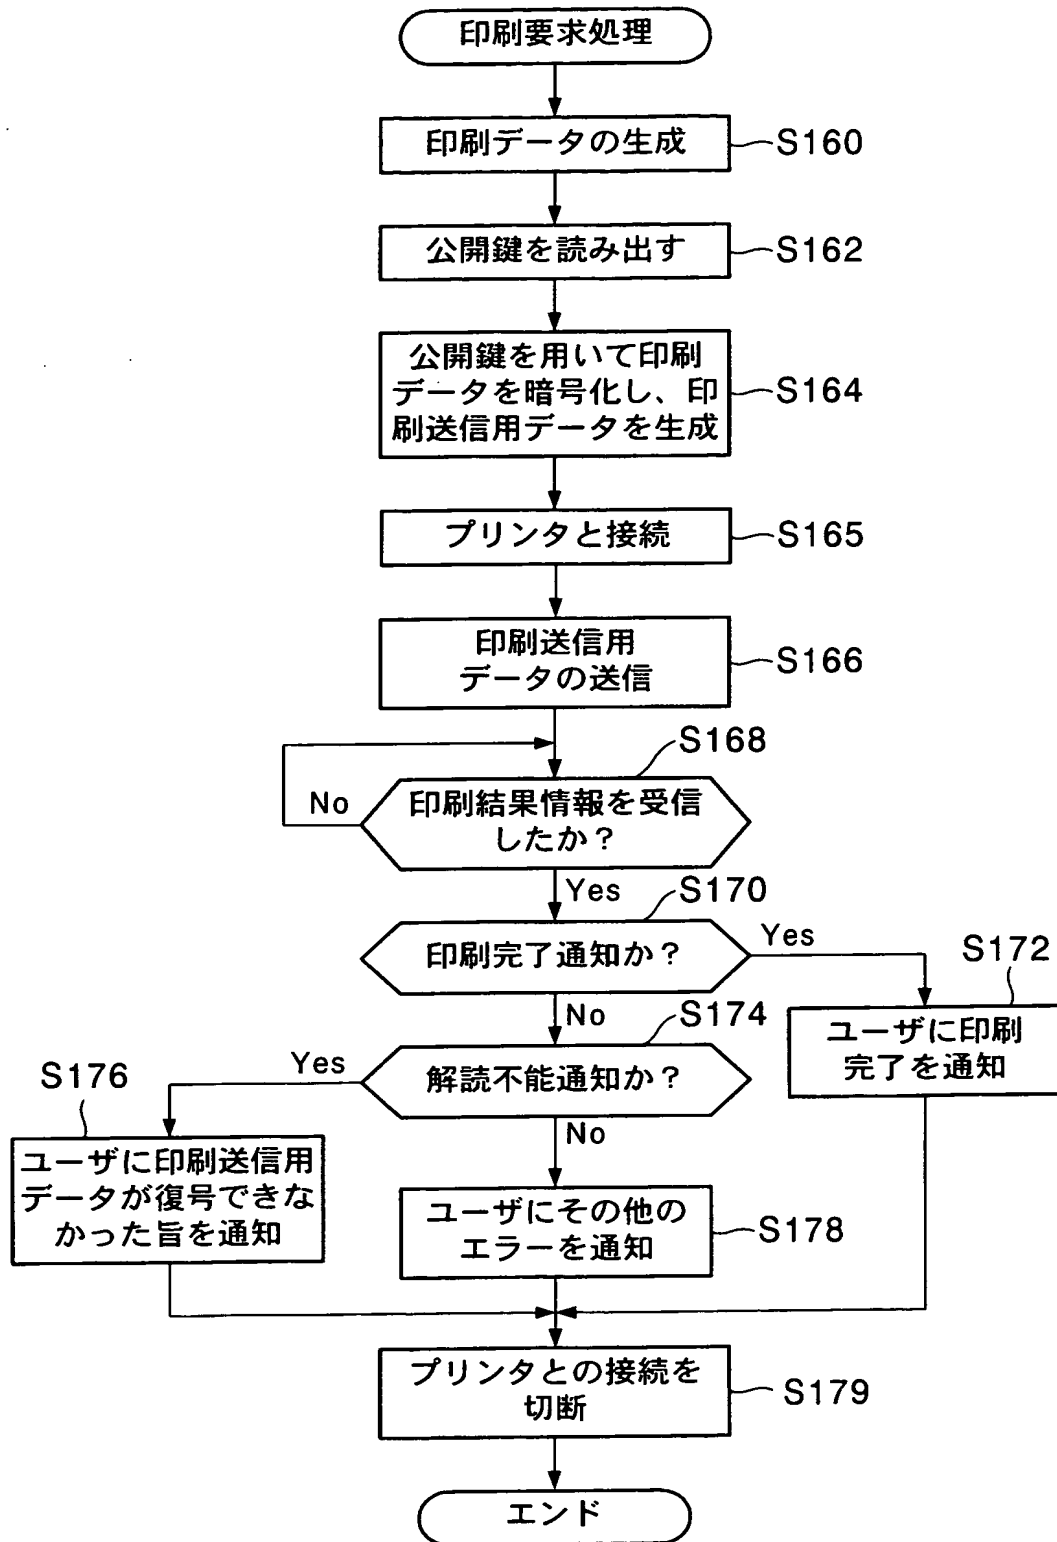 印刷要求処理
印刷データの生成
S160
公開鍵を読み出す
S162
公開鍵を用いて印刷
データを暗号化し、印
刷送信用データを生成
S164
プリンタと接続
S165
印刷送信用
データの送信
S166
S168
No
印刷結果情報を受信
したか？
Yes
S170
印刷完了通知か？
Yes
S172
No
S174
ユーザに印刷
完了を通知
S176
Yes
解読不能通知か？
No
ユーザに印刷送信用
データが復号できな
かった旨を通知
ユーザにその他の
エラーを通知
S178
プリンタとの接続を
切断
S179
エンド